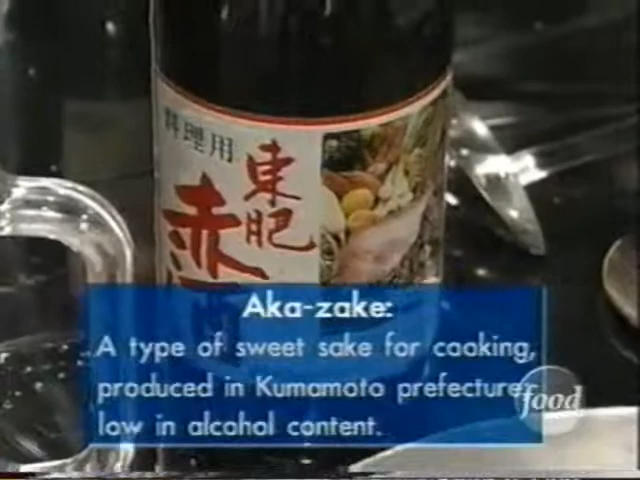 料理用
東肥
赤
Aka-zake:
A type of sweet sake for cooking,
produced in Kumamoto prefecture,
low in alcohol content.
food